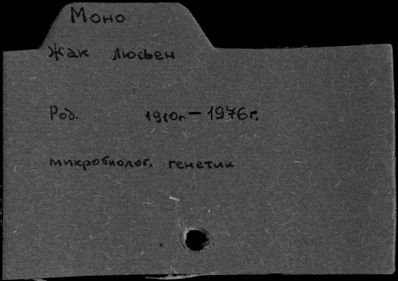 Моно
Жак Люсьен
Род. 1910г — 1976г.
микробиолог, генетик